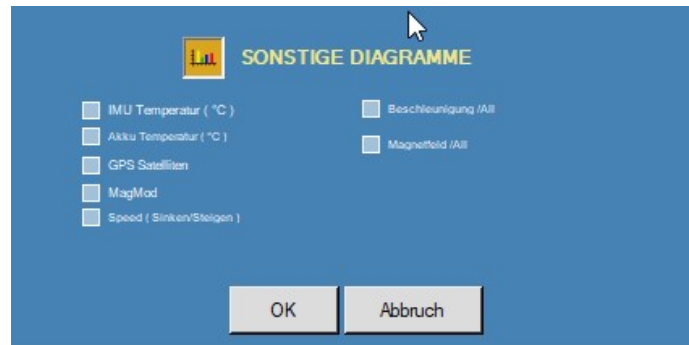 SONSTIGE DIAGRAMME
IMU Temperatur ( °C )
Akku Temperatur ( °C )
GPS Satelliten
MagMod
Speed ( Sinken/Steigen )
Beschleunigung /All
Magnetfeld /All
OK
Abbruch